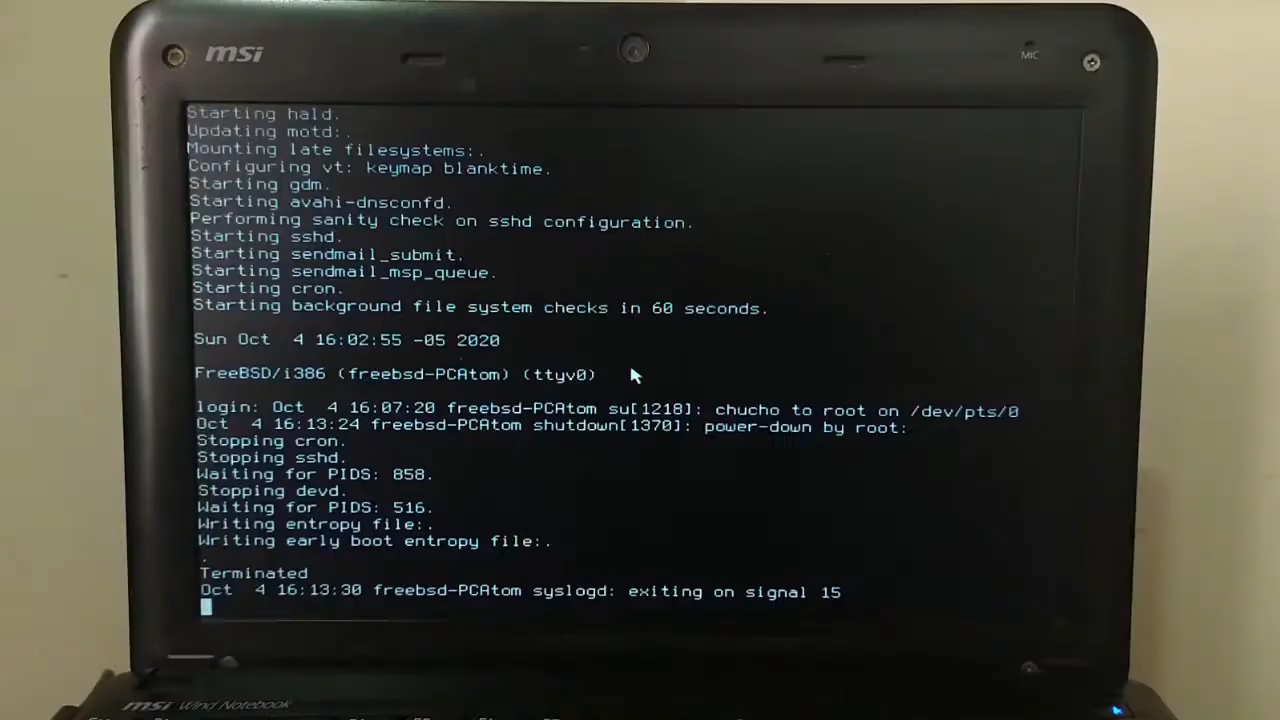 msi
MIC
Starting hald.
Updating motd:.
Mounting late filesystems:.
Configuring vt: keymap blanktime.
Starting gdm.
Starting avahi-dnsconfd.
Performing sanity check on sshd configuration.
Starting sshd.
Starting sendmail_submit.
Starting sendmail_msp_queue.
Starting cron.
Starting background file system checks in 60 seconds.
Sun Oct  4 16:02:55 -05 2020
FreeBSD/i386 (freebsd-PCAtom) (ttyv0)
login: Oct  4 16:07:20 freebsd-PCAtom su[1218]: chucho to root on /dev/pts/0
Oct  4 16:13:24 freebsd-PCAtom shutdown[1370]: power-down by root:
Stopping cron.
Stopping sshd.
Waiting for PIDS: 858.
Stopping devd.
Waiting for PIDS: 516.
Writing entropy file:.
Writing early boot entropy file:.
.
Terminated
Oct  4 16:13:30 freebsd-PCAtom syslogd: exiting on signal 15
msi Wind Notebook